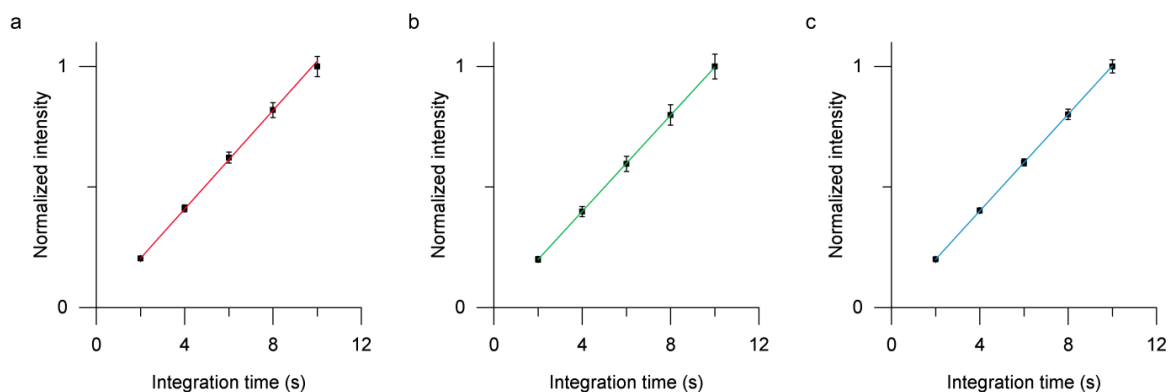 a
1
0
Normalized intensity
0 4 8 12
Integration time (s)
b
1
0
Normalized intensity
0 4 8 12
Integration time (s)
c
1
0
Normalized intensity
0 4 8 12
Integration time (s)